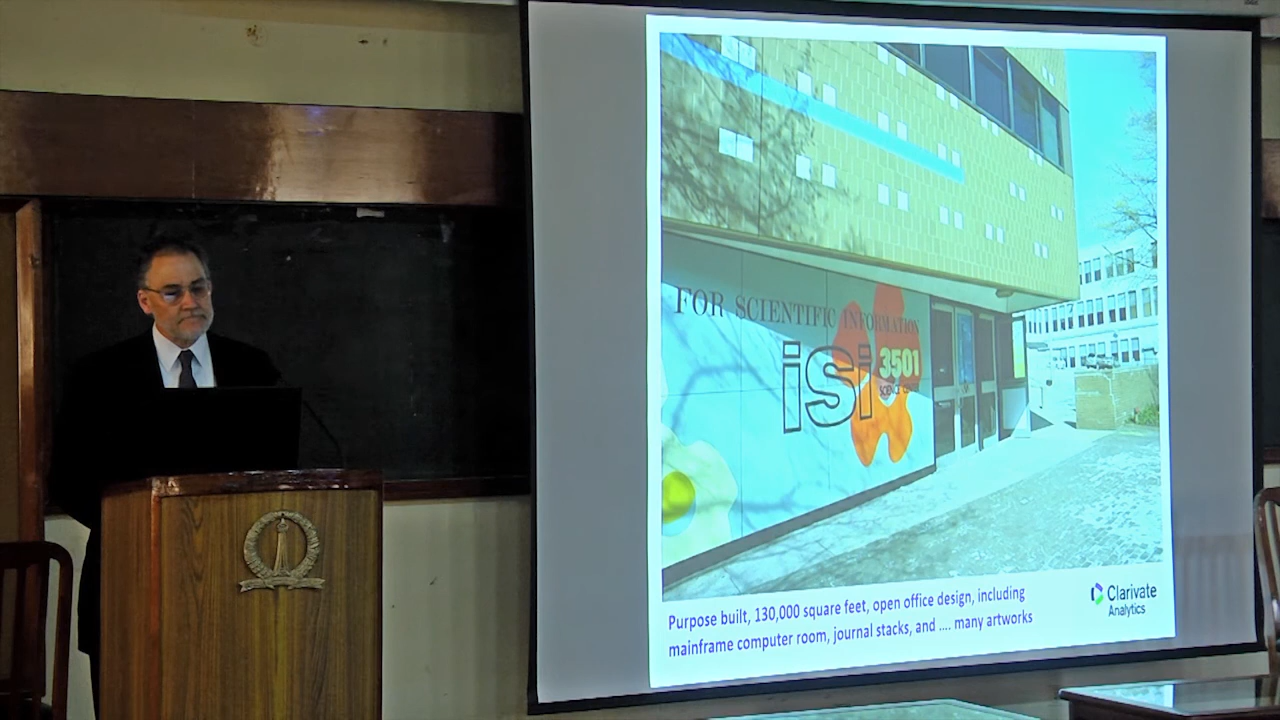 FOR SCIENTIFIC INFORMATION
isi
3501
Purpose built, 130,000 square feet, open office design, including
mainframe computer room, journal stacks, and .... many artworks
Clarivate
Analytics